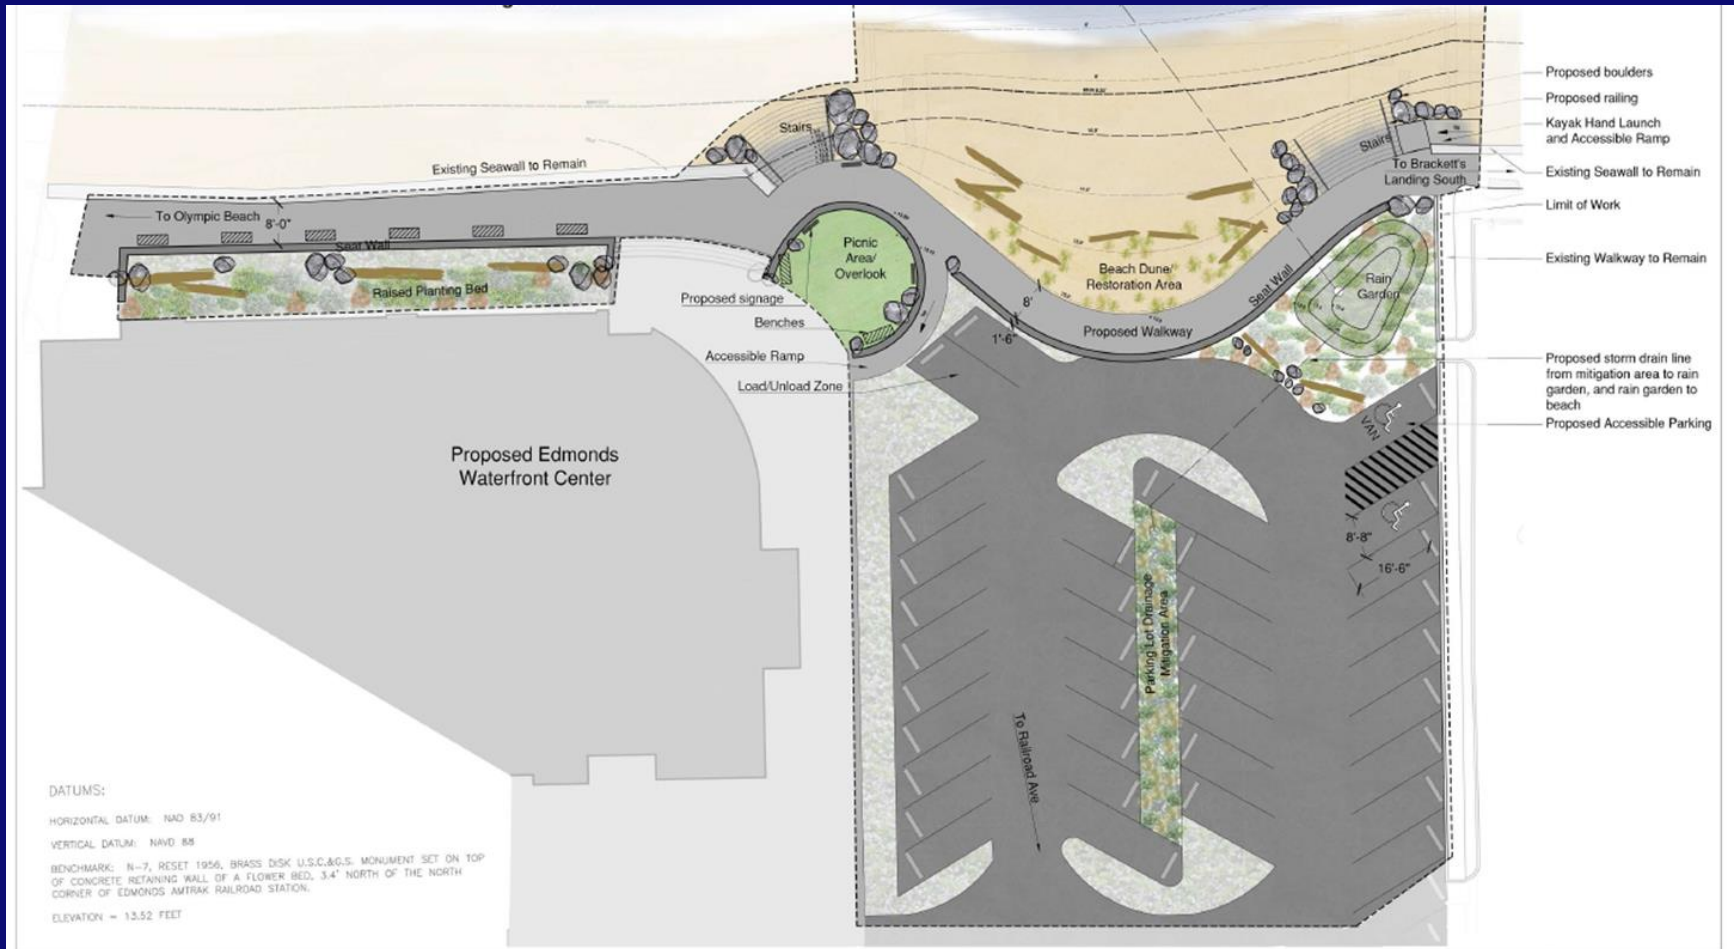 Stairs
Existing Seawall to Remain
To Olympic Beach
8'-0"
Seat Wall
Raised Planting Bed
Picnic
Area/
Overlook
Proposed signage
Benches
Accessible Ramp
Load/Unload Zone
Beach Dune/
Restoration Area
8'
1'-6"
Proposed Walkway
Seat Wall
Stairs
To Brackett's
Landing South
Rain
Garden
Proposed boulders
Proposed railing
Kayak Hand Launch
and Accessible Ramp
Existing Seawall to Remain
Limit of Work
Existing Walkway to Remain
Proposed storm drain line
from mitigation area to rain
garden, and rain garden to
beach
Proposed Accessible Parking
VAN
8'-8"
16'-6"
Proposed Edmonds
Waterfront Center
Parking Lot Drainage
Mitigation Area
To Railroad Ave
DATUMS:
HORIZONTAL DATUM: NAD 83/91
VERTICAL DATUM: NAVD 88
BENCHMARK: N-7, RESET 1956, BRASS DISK U.S.C.&G.S. MONUMENT SET ON TOP
OF CONCRETE RETAINING WALL OF A FLOWER BED, 3.4' NORTH OF THE NORTH
CORNER OF EDMONDS AMTRAK RAILROAD STATION.
ELEVATION = 13.52 FEET